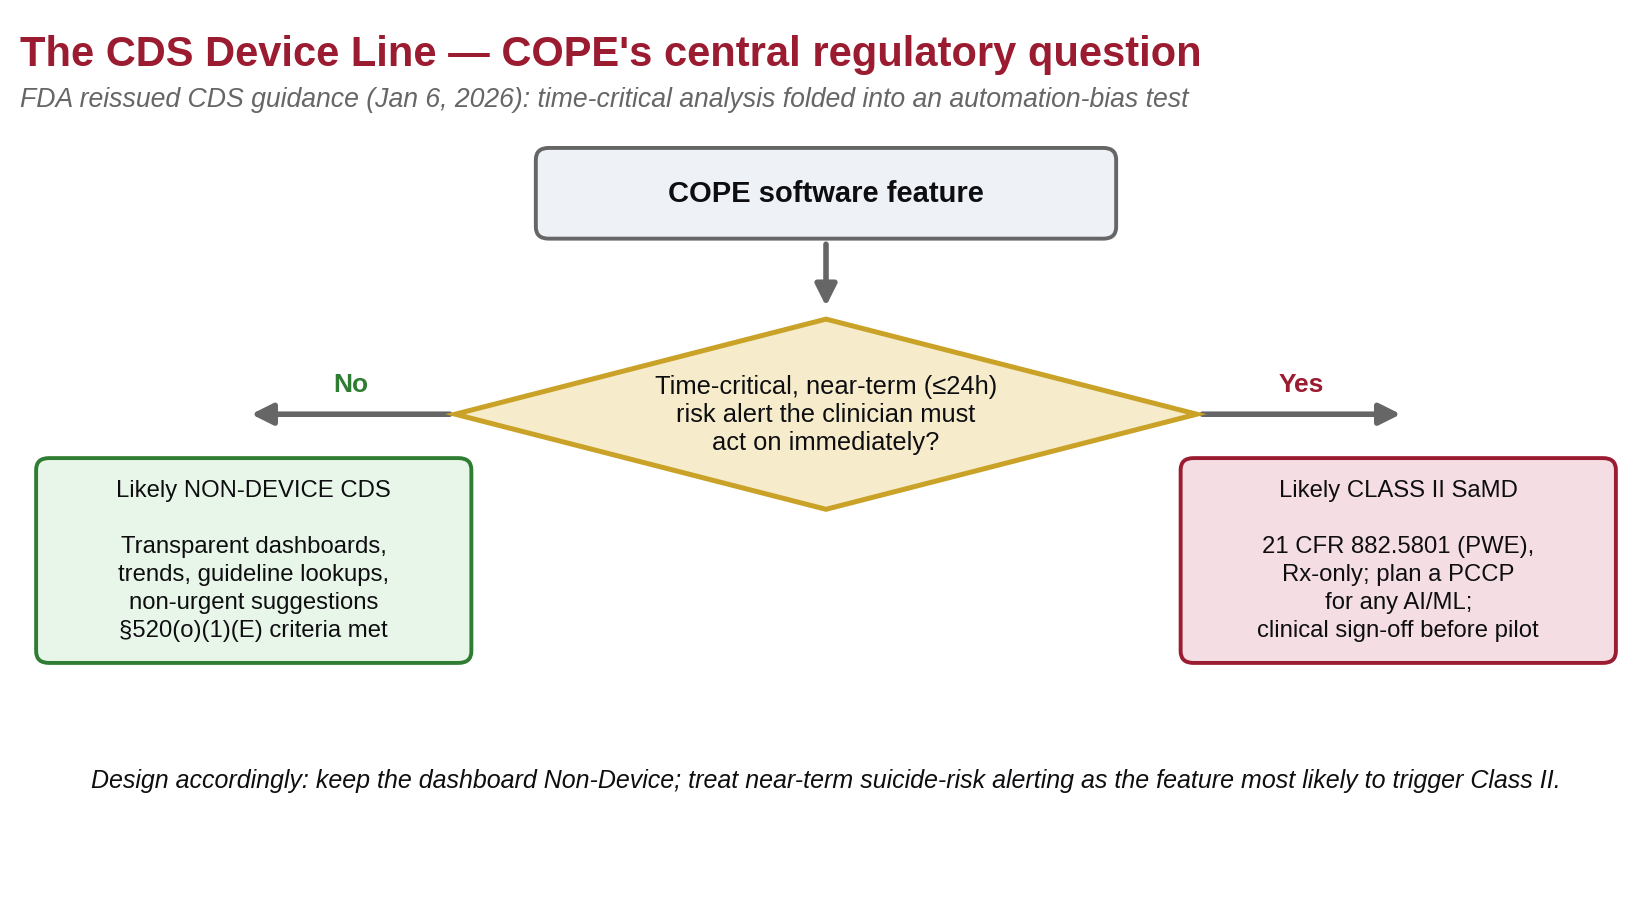 The CDS Device Line — COPE's central regulatory question
FDA reissued CDS guidance (Jan 6, 2026): time-critical analysis folded into an automation-bias test
COPE software feature
Time-critical, near-term (≤24h)
risk alert the clinician must
act on immediately?
No
Yes
Likely NON-DEVICE CDS
Transparent dashboards,
trends, guideline lookups,
non-urgent suggestions
§520(o)(1)(E) criteria met
Likely CLASS II SaMD
21 CFR 882.5801 (PWE),
Rx-only; plan a PCCP
for any AI/ML;
clinical sign-off before pilot
Design accordingly: keep the dashboard Non-Device; treat near-term suicide-risk alerting as the feature most likely to trigger Class II.